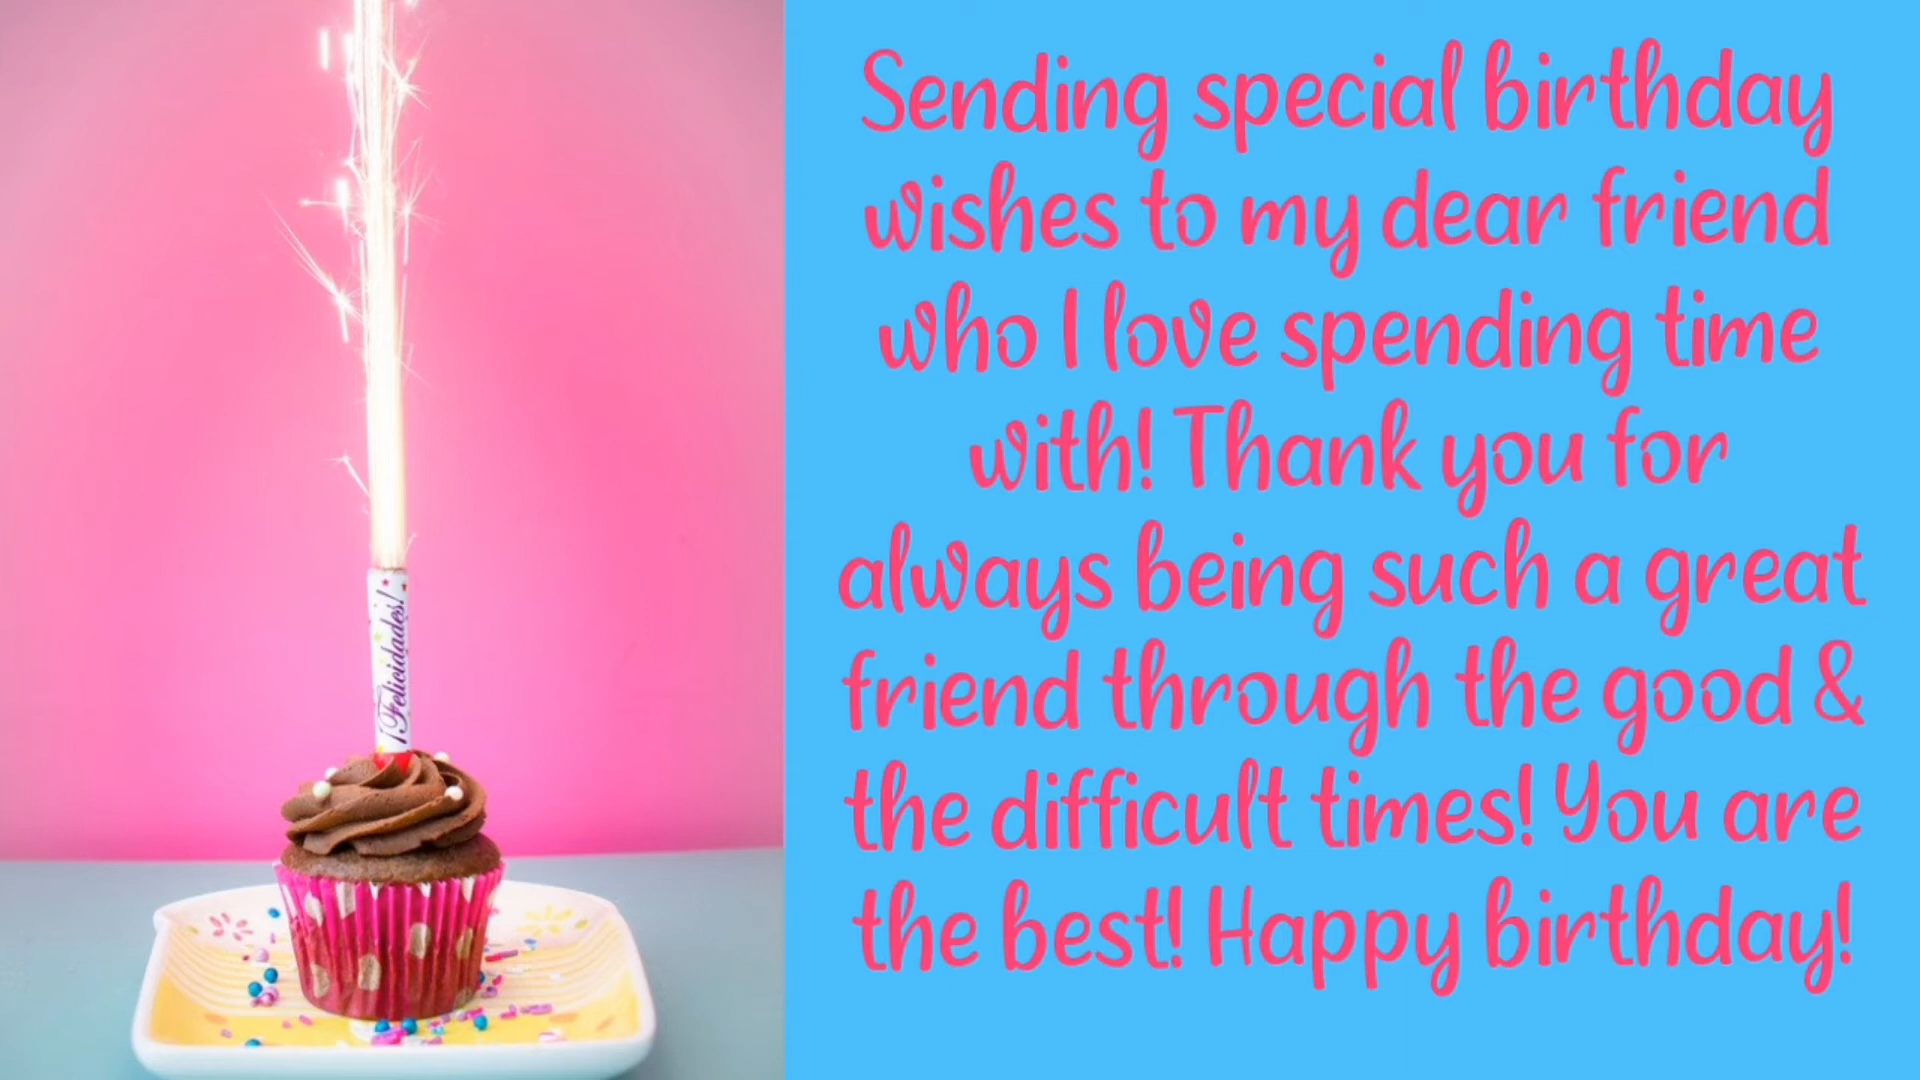 ¡Felicidades!
Sending special birthday
wishes to my dear friend
who I love spending time
with! Thank you for
always being such a great
friend through the good &
the difficult times! You are
the best! Happy birthday!